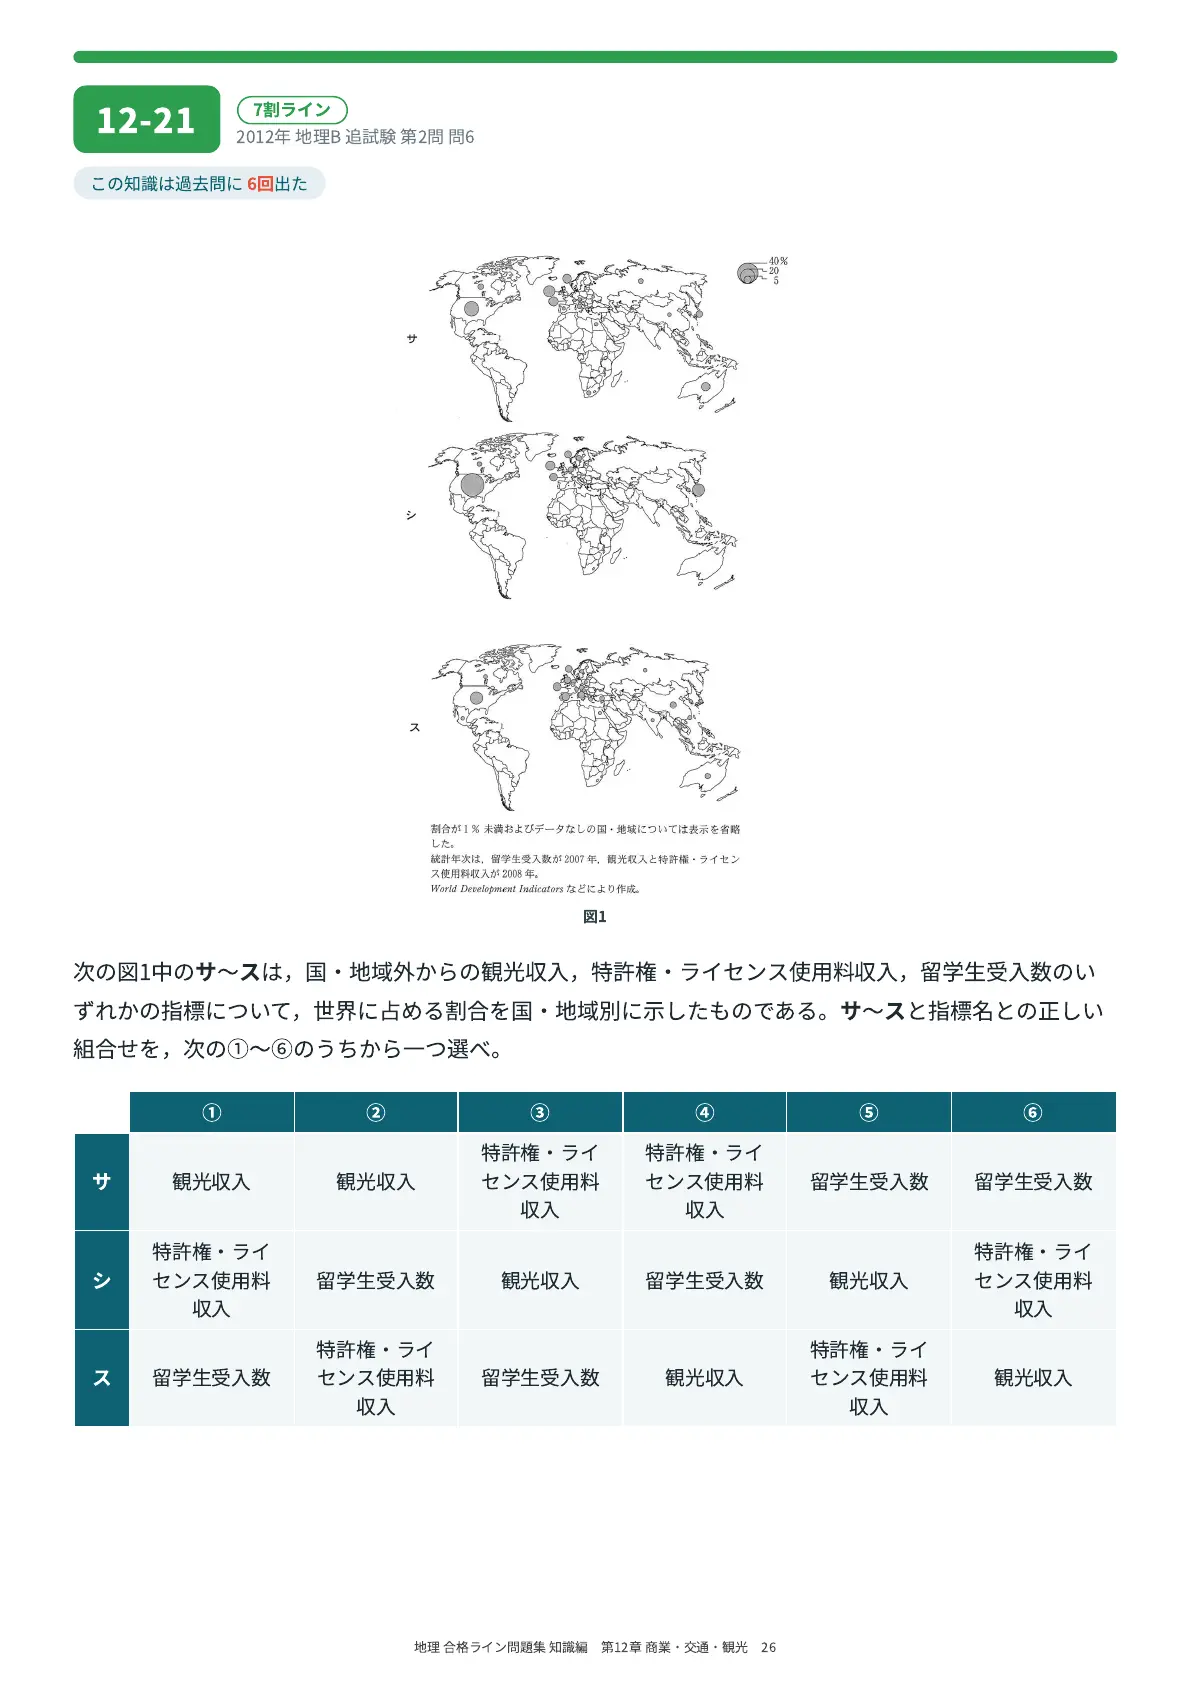 12-21
7割ライン
2012年 地理B 追試験 第2問 問6
この知識は過去問に 6回出た
40%
20
5
サ
シ
ス
割合が1% 未満およびデータなしの国・地域については表示を省略
した。
統計年次は，留学生受入数が2007年，観光収入と特許権・ライセン
ス使用料収入が2008年。
World Development Indicators などにより作成。
図1
次の図1中のサ～スは，国・地域外からの観光収入，特許権・ライセンス使用料収入，留学生受入数のい
ずれかの指標について，世界に占める割合を国・地域別に示したものである。サ～スと指標名との正しい
組合せを，次の①～⑥のうちから一つ選べ。
① ② ③ ④ ⑤ ⑥
サ 観光収入 観光収入 特許権・ライセンス使用料収入 特許権・ライセンス使用料収入 留学生受入数 留学生受入数
シ 特許権・ライセンス使用料収入 留学生受入数 観光収入 留学生受入数 観光収入 特許権・ライセンス使用料収入
ス 留学生受入数 特許権・ライセンス使用料収入 留学生受入数 観光収入 特許権・ライセンス使用料収入 観光収入
地理 合格ライン問題集 知識編 第12章 商業・交通・観光 26